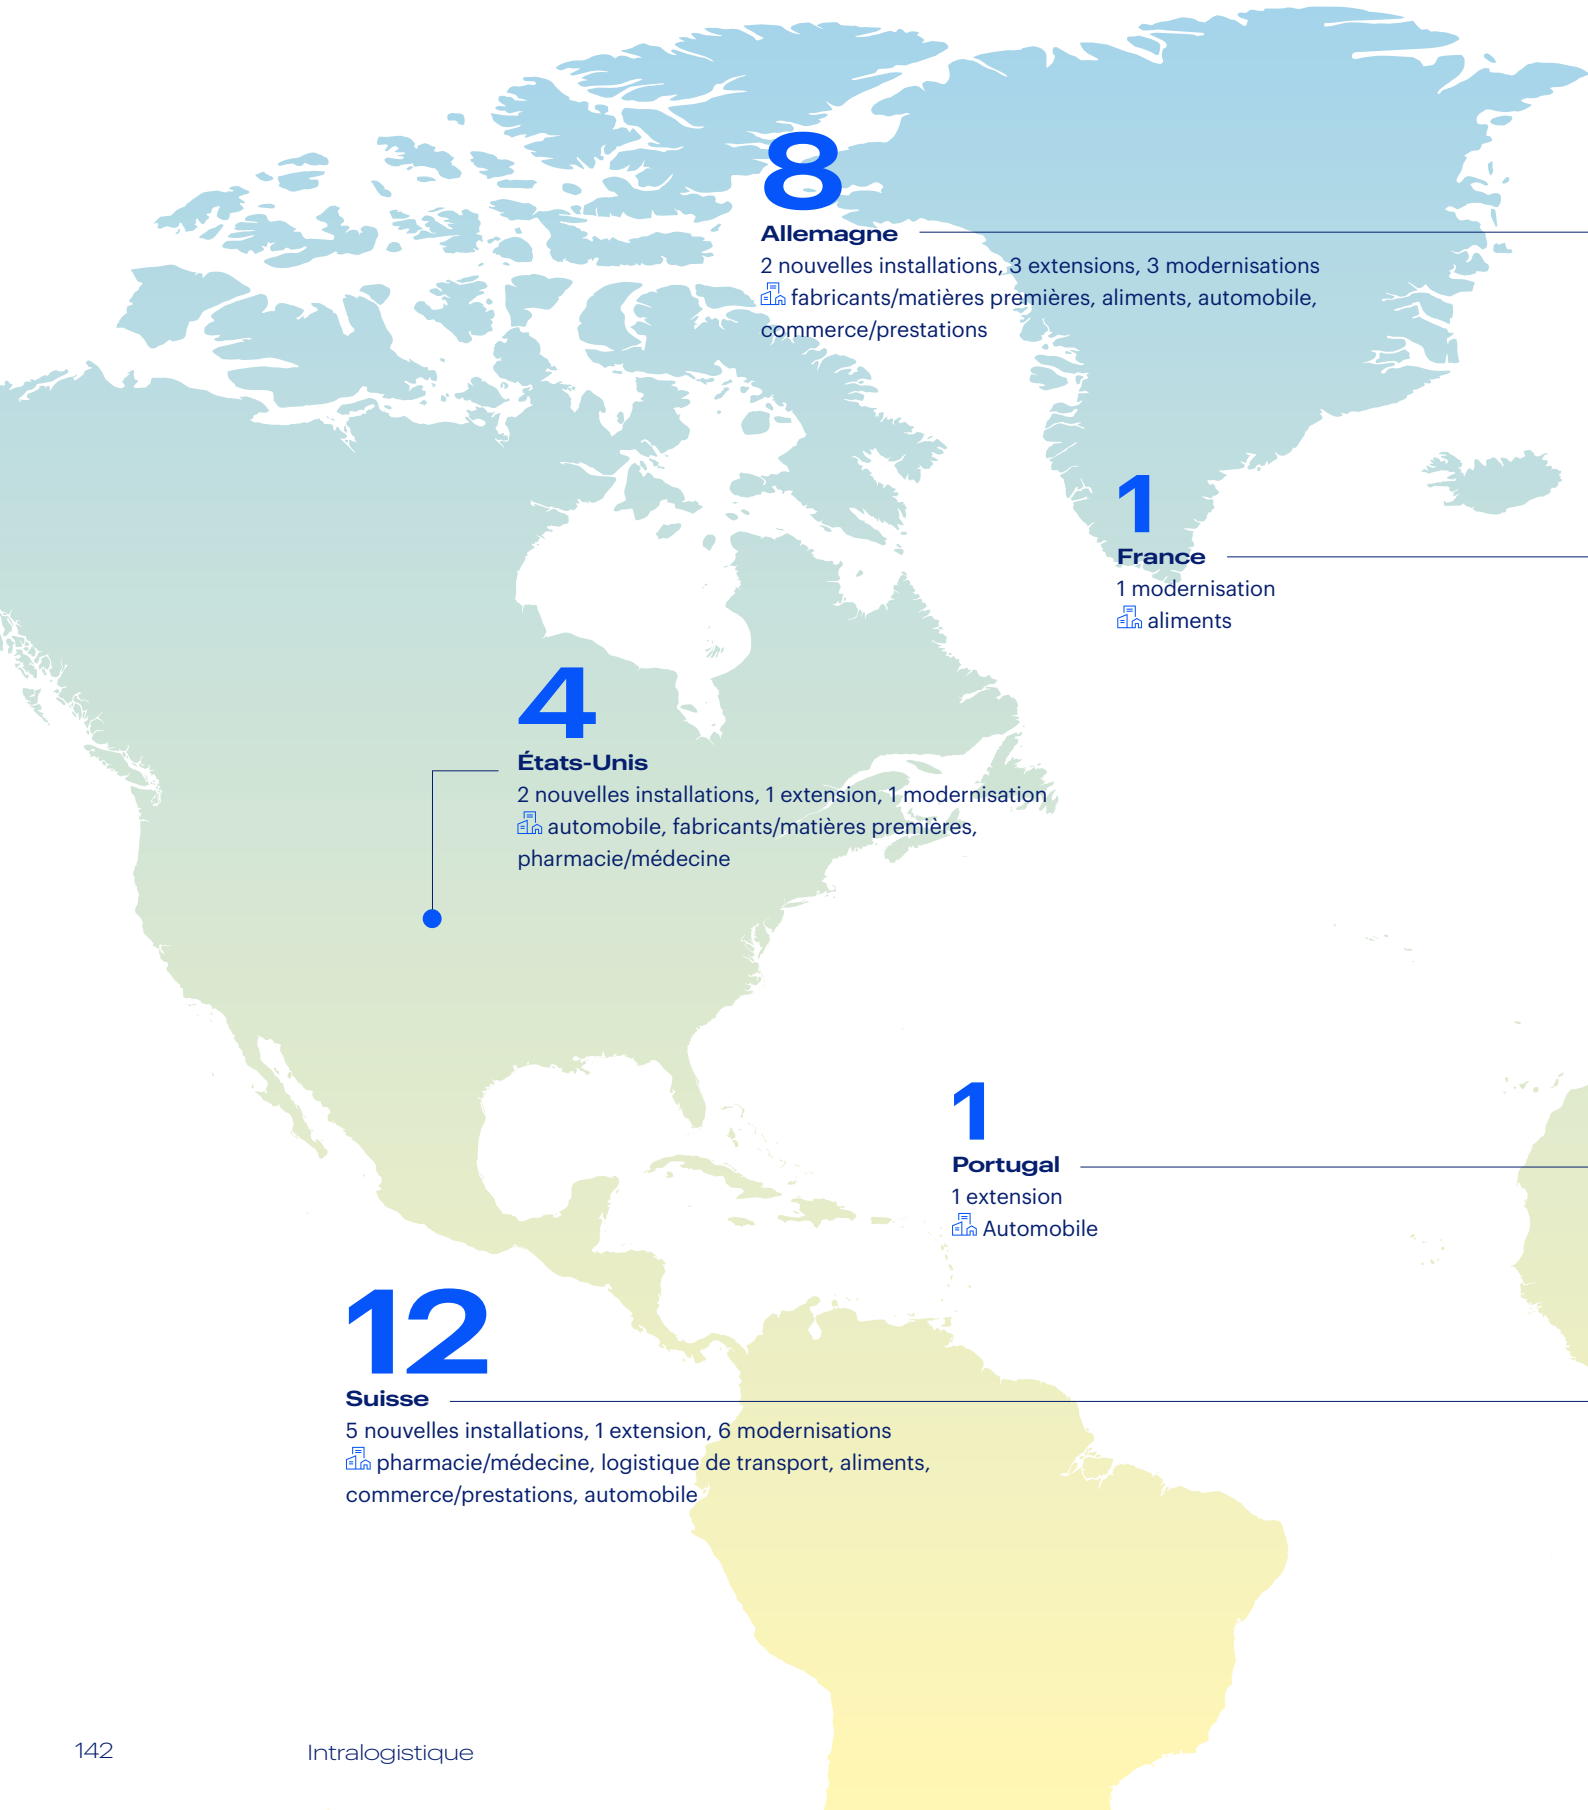 8
Allemagne
2 nouvelles installations, 3 extensions, 3 modernisations
fabricants/matières premières, aliments, automobile,
commerce/prestations
1
France
1 modernisation
aliments
4
États-Unis
2 nouvelles installations, 1 extension, 1 modernisation
automobile, fabricants/matières premières,
pharmacie/médecine
1
Portugal
1 extension
Automobile
12
Suisse
5 nouvelles installations, 1 extension, 6 modernisations
pharmacie/médecine, logistique de transport, aliments,
commerce/prestations, automobile
142
Intralogistique